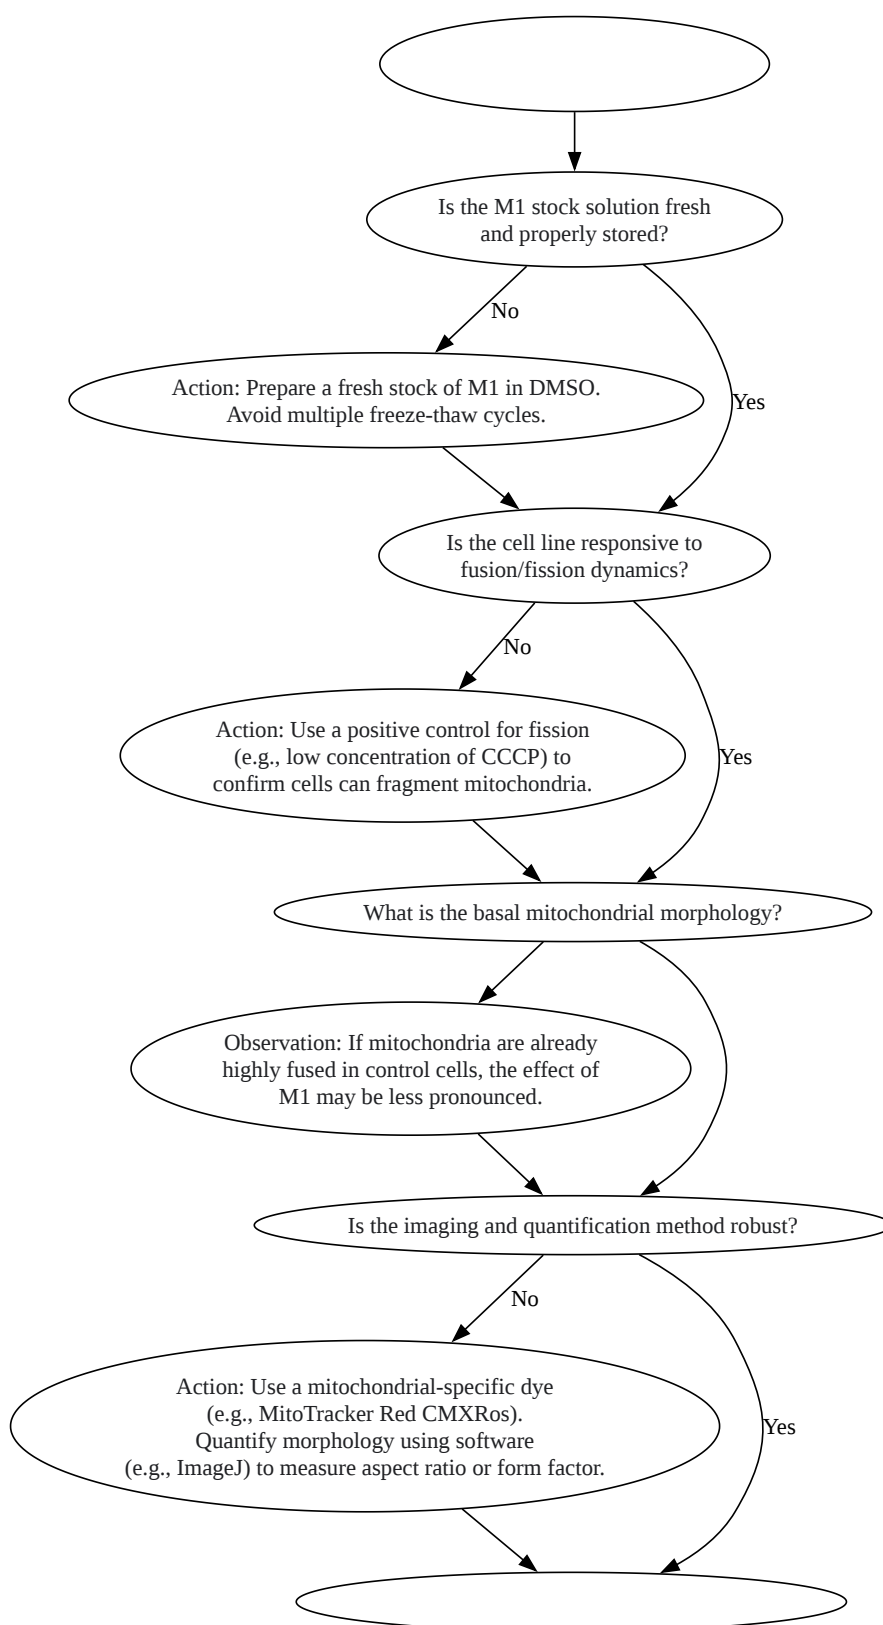 Is the M1 stock solution fresh
and properly stored?
No
Action: Prepare a fresh stock of M1 in DMSO.
Avoid multiple freeze-thaw cycles.
Yes
Is the cell line responsive to
fusion/fission dynamics?
No
Action: Use a positive control for fission
(e.g., low concentration of CCCP) to
confirm cells can fragment mitochondria.
Yes
What is the basal mitochondrial morphology?
Observation: If mitochondria are already
highly fused in control cells, the effect of
M1 may be less pronounced.
Is the imaging and quantification method robust?
No
Action: Use a mitochondrial-specific dye
(e.g., MitoTracker Red CMXRos).
Quantify morphology using software
(e.g., ImageJ) to measure aspect ratio or form factor.
Yes